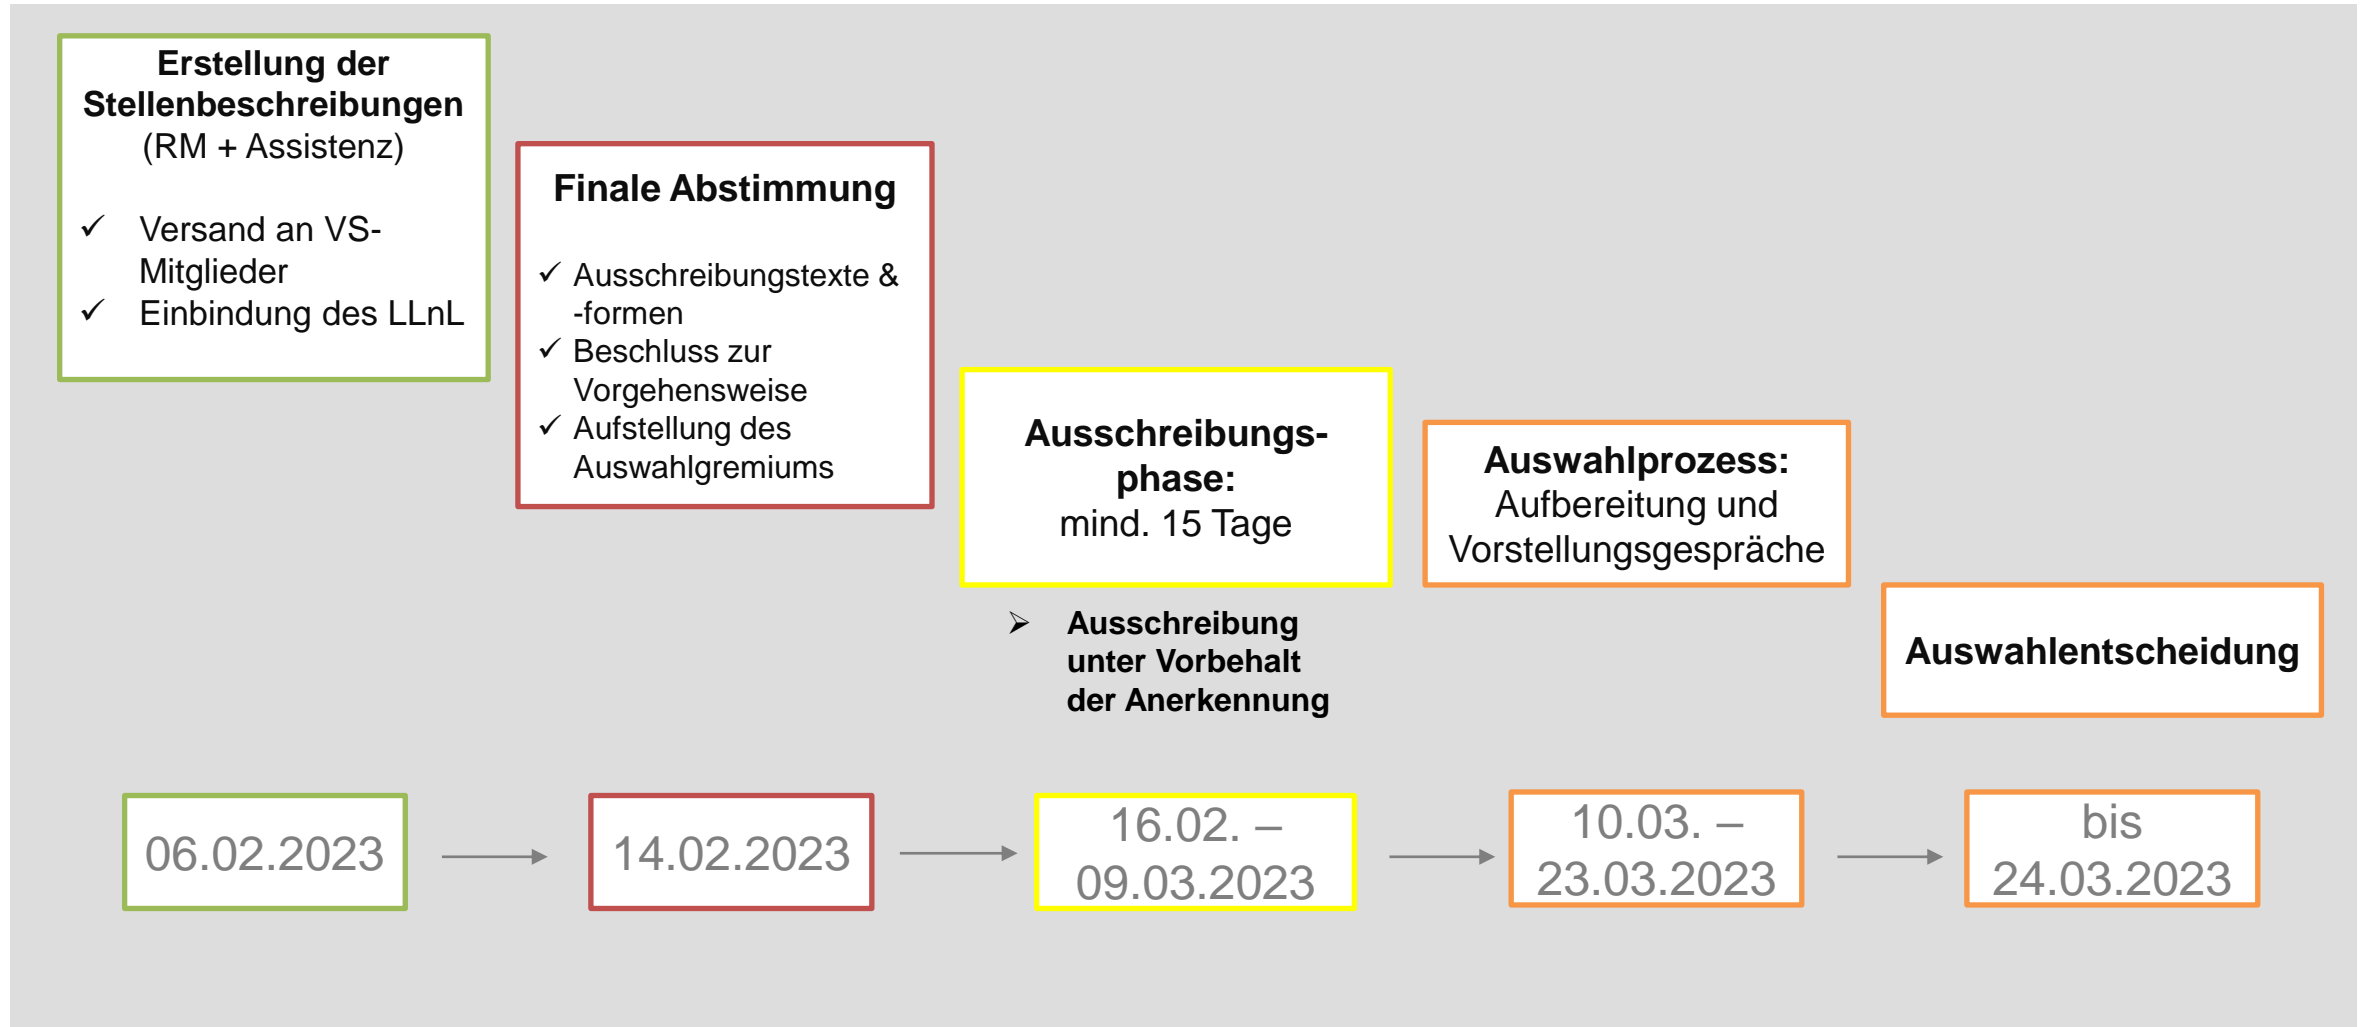 Erstellung der
Stellenbeschreibungen
(RM + Assistenz)
✓ Versand an VS-
Mitglieder
✓ Einbindung des LLnL
Finale Abstimmung
✓ Ausschreibungstexte &
-formen
✓ Beschluss zur
Vorgehensweise
✓ Aufstellung des
Auswahlgremiums
Ausschreibungs-
phase:
mind. 15 Tage
➢ Ausschreibung
unter Vorbehalt
der Anerkennung
Auswahlprozess:
Aufbereitung und
Vorstellungsgespräche
Auswahlentscheidung
06.02.2023
14.02.2023
16.02. –
09.03.2023
10.03. –
23.03.2023
bis
24.03.2023